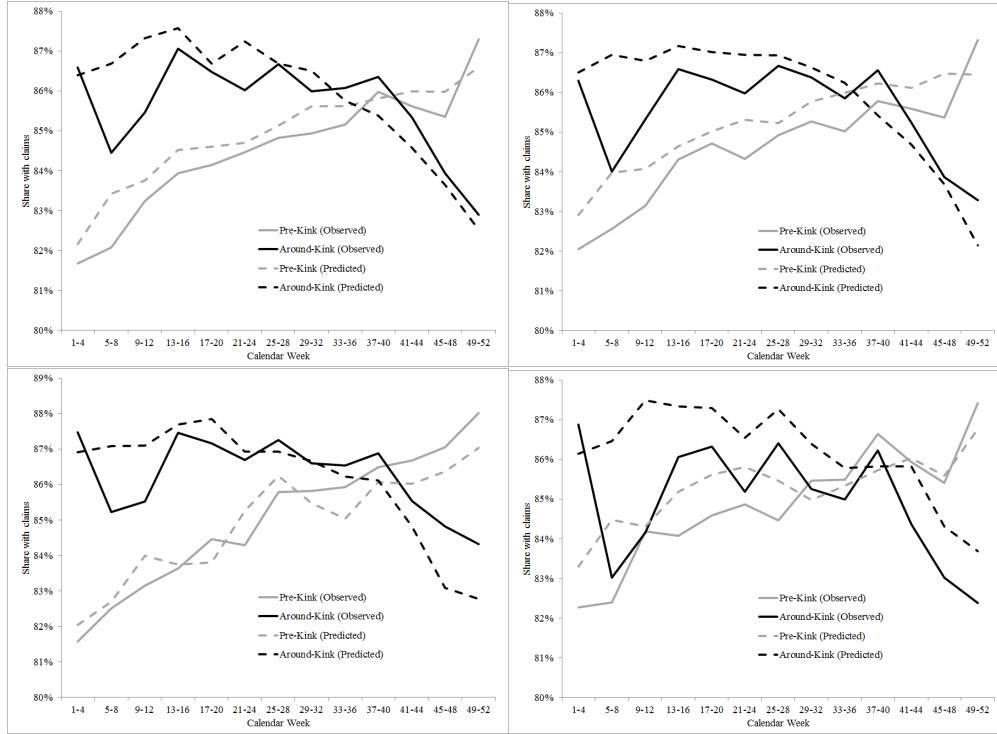 88%
87%
86%
85%
84%
83%
82%
81%
80%
Share with claims
Pre-Kink (Observed)
Around-Kink (Observed)
Pre-Kink (Predicted)
Around-Kink (Predicted)
1-4 5-8 9-12 13-16 17-20 21-24 25-28 29-32 33-36 37-40 41-44 45-48 49-52
Calendar Week
88%
87%
86%
85%
84%
83%
82%
81%
80%
Share with claims
Pre-Kink (Observed)
Around-Kink (Observed)
Pre-Kink (Predicted)
Around-Kink (Predicted)
1-4 5-8 9-12 13-16 17-20 21-24 25-28 29-32 33-36 37-40 41-44 45-48 49-52
Calendar Week
89%
88%
87%
86%
85%
84%
83%
82%
81%
80%
Share with claims
Pre-Kink (Observed)
Around-Kink (Observed)
Pre-Kink (Predicted)
Around-Kink (Predicted)
1-4 5-8 9-12 13-16 17-20 21-24 25-28 29-32 33-36 37-40 41-44 45-48 49-52
Calendar Week
88%
87%
86%
85%
84%
83%
82%
81%
80%
Share with claims
Pre-Kink (Observed)
Around-Kink (Observed)
Pre-Kink (Predicted)
Around-Kink (Predicted)
1-4 5-8 9-12 13-16 17-20 21-24 25-28 29-32 33-36 37-40 41-44 45-48 49-52
Calendar Week